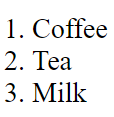 1. Coffee
2. Tea
3. Milk